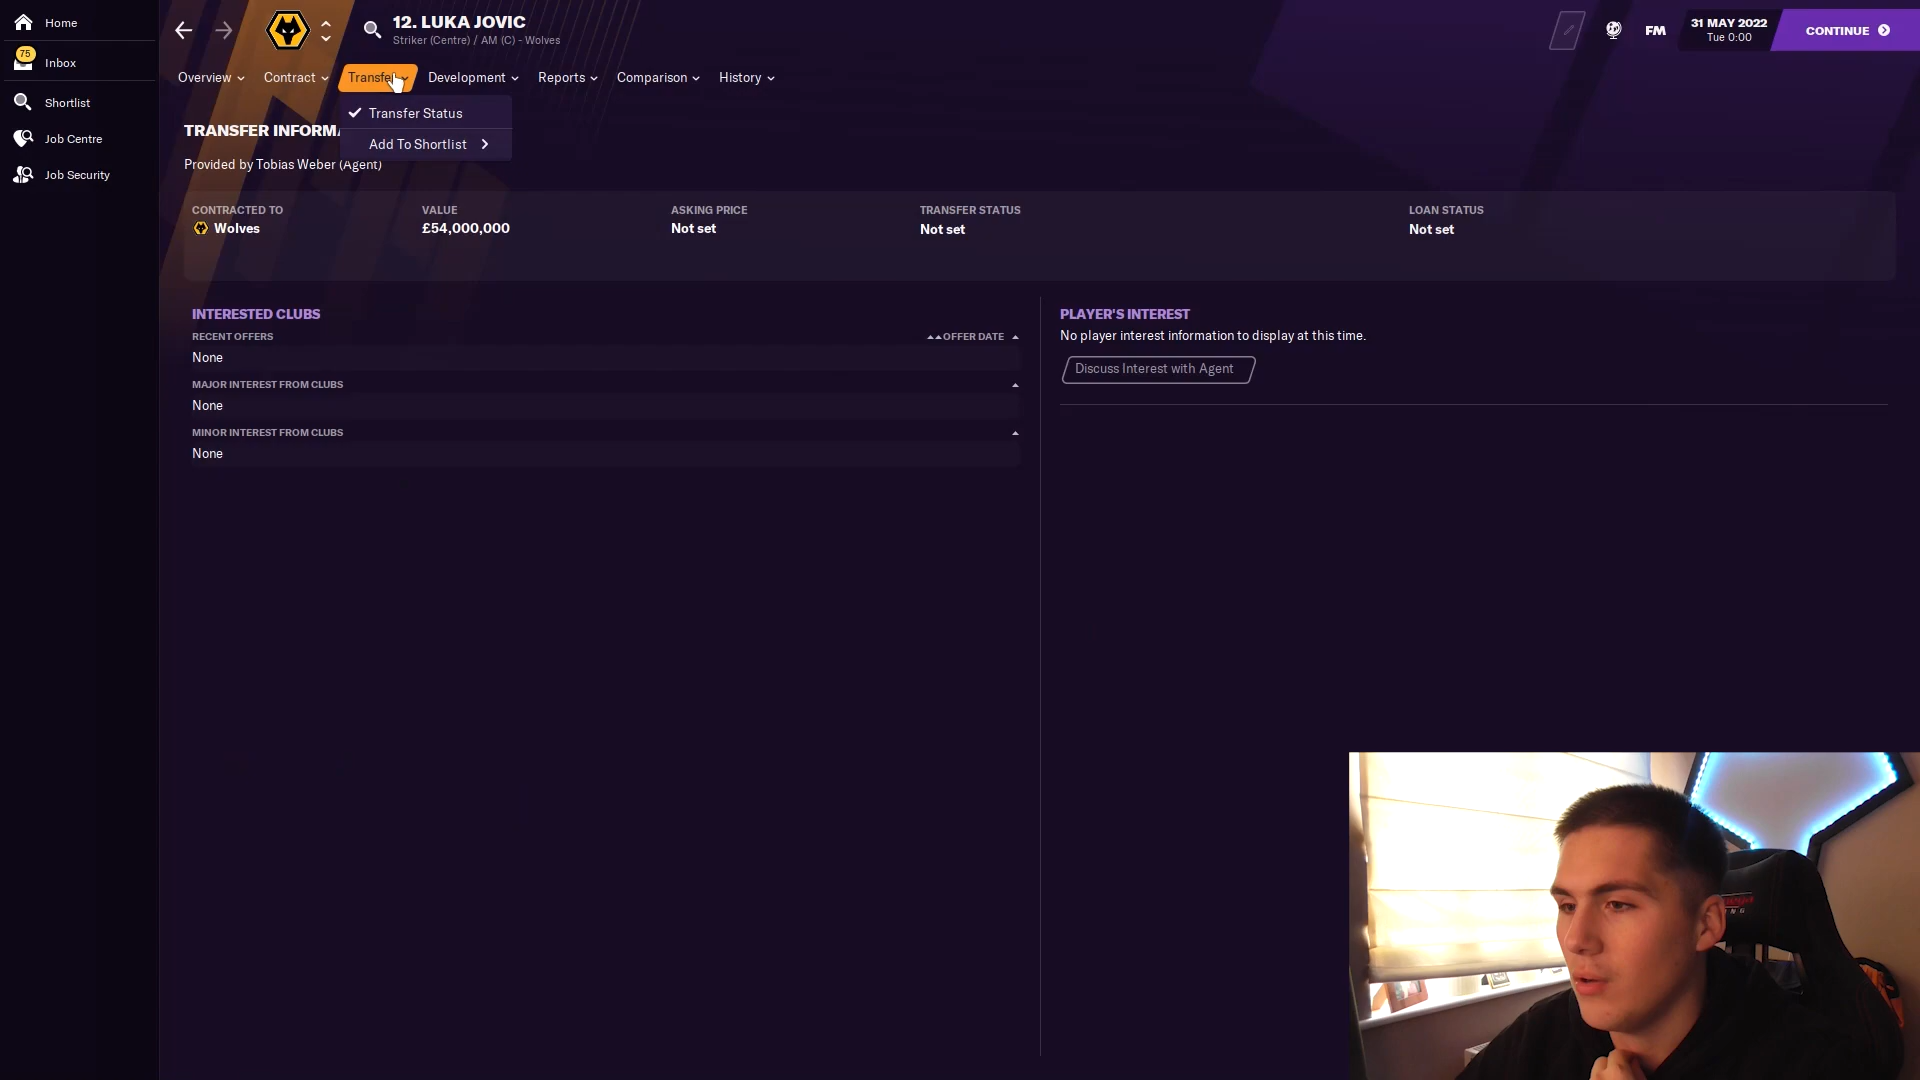 Home
75
Inbox
Shortlist
Job Centre
Job Security
12. LUKA JOVIC
Striker (Centre) / AM (C) - Wolves
FM
31 MAY 2022
Tue 0:00
CONTINUE
Overview
Contract
Transfer
Development
Reports
Comparison
History
Transfer Status
Add To Shortlist
TRANSFER INFORMA
Provided by Tobias Weber (Agent)
CONTRACTED TO
Wolves
VALUE
£54,000,000
ASKING PRICE
Not set
TRANSFER STATUS
Not set
LOAN STATUS
Not set
INTERESTED CLUBS
RECENT OFFERS
OFFER DATE
None
MAJOR INTEREST FROM CLUBS
None
MINOR INTEREST FROM CLUBS
None
PLAYER'S INTEREST
No player interest information to display at this time.
Discuss Interest with Agent